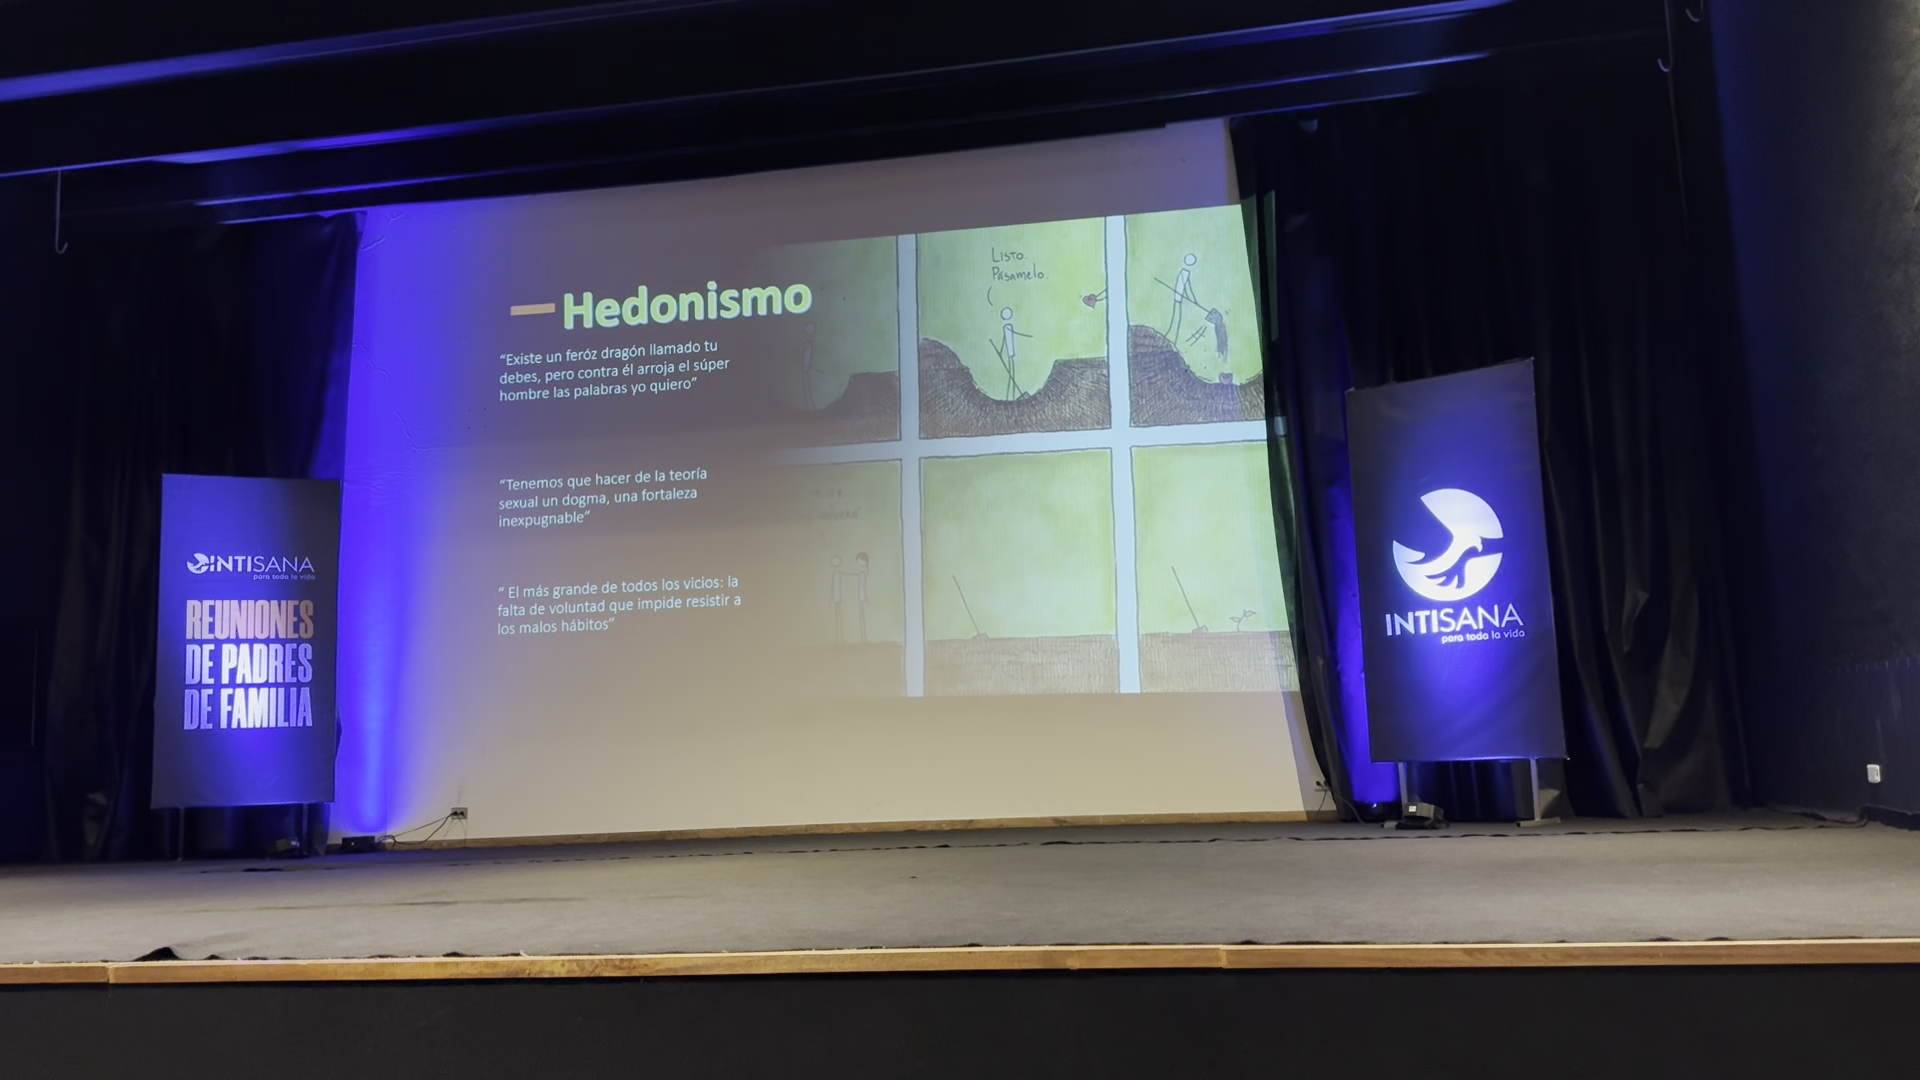 Hedonismo
“Existe un feróz dragón llamado tu
debes, pero contra él arroja el súper
hombre las palabras yo quiero”
“Tenemos que hacer de la teoría
sexual un dogma, una fortaleza
inexpugnable”
“ El más grande de todos los vicios: la
falta de voluntad que impide resistir a
los malos hábitos”
Listo.
Pásamelo.
INTISANA
para toda la vida
REUNIONES
DE PADRES
DE FAMILIA
INTISANA
para toda la vida